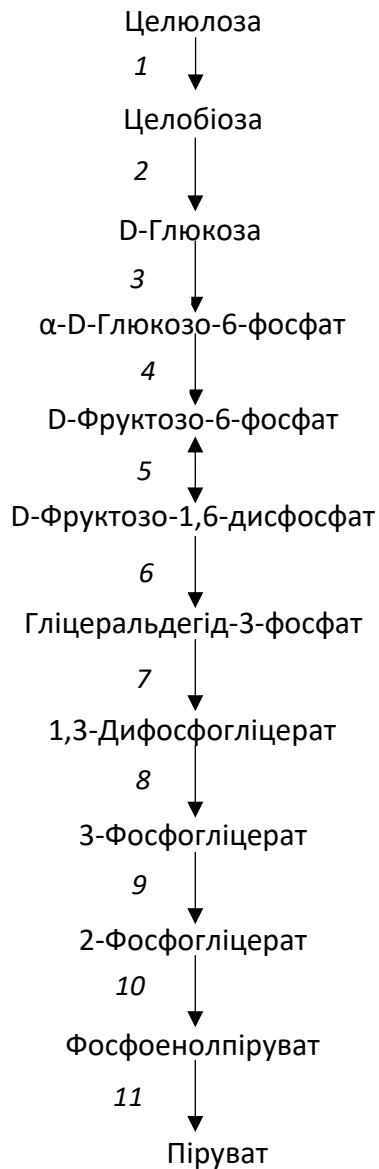 Целюлоза
1
Целобіоза
2
D-Глюкоза
3
α-D-Глюкозо-6-фосфат
4
D-Фруктозо-6-фосфат
5
D-Фруктозо-1,6-дисфосфат
6
Гліцеральдегід-3-фосфат
7
1,3-Дифосфогліцерат
8
3-Фосфогліцерат
9
2-Фосфогліцерат
10
Фосфоенолпіруват
11
Піруват